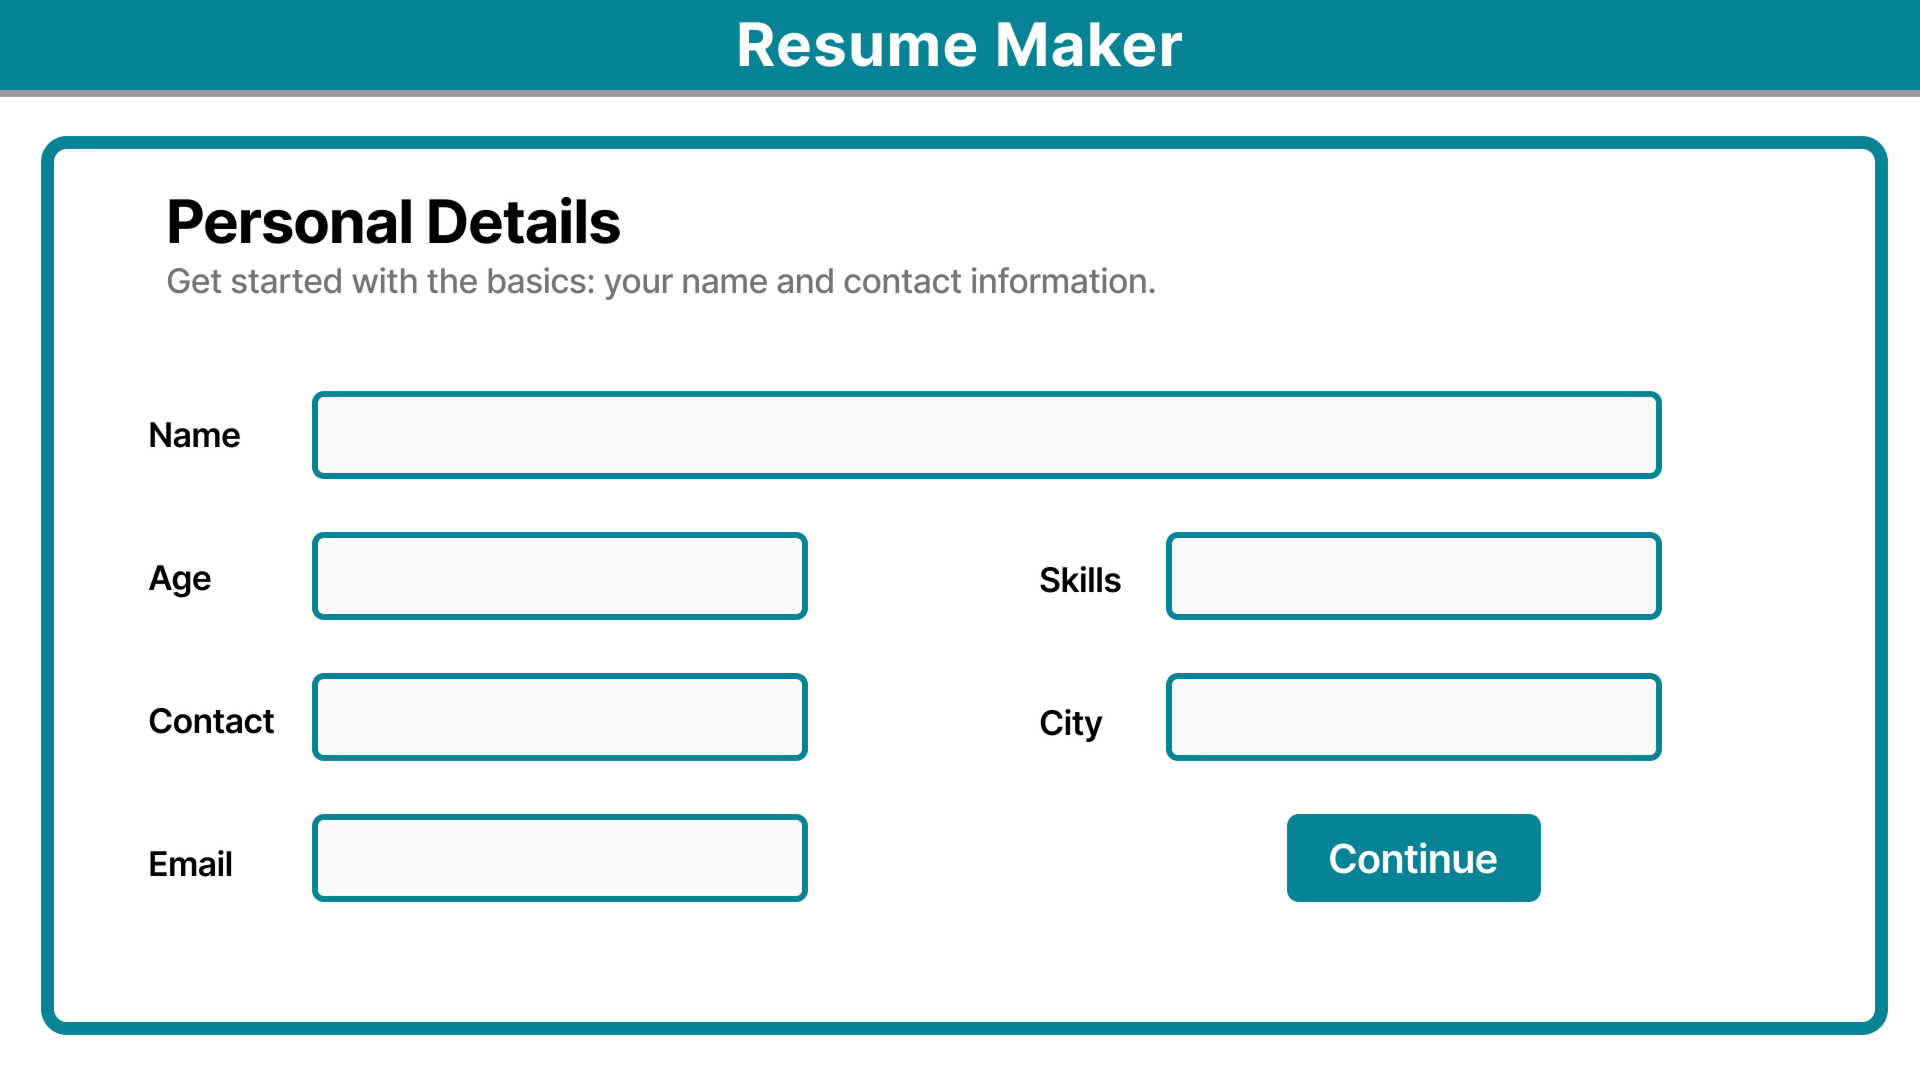 Resume Maker
Personal Details
Get started with the basics: your name and contact information.
Name
Age
Skills
Contact
City
Email
Continue